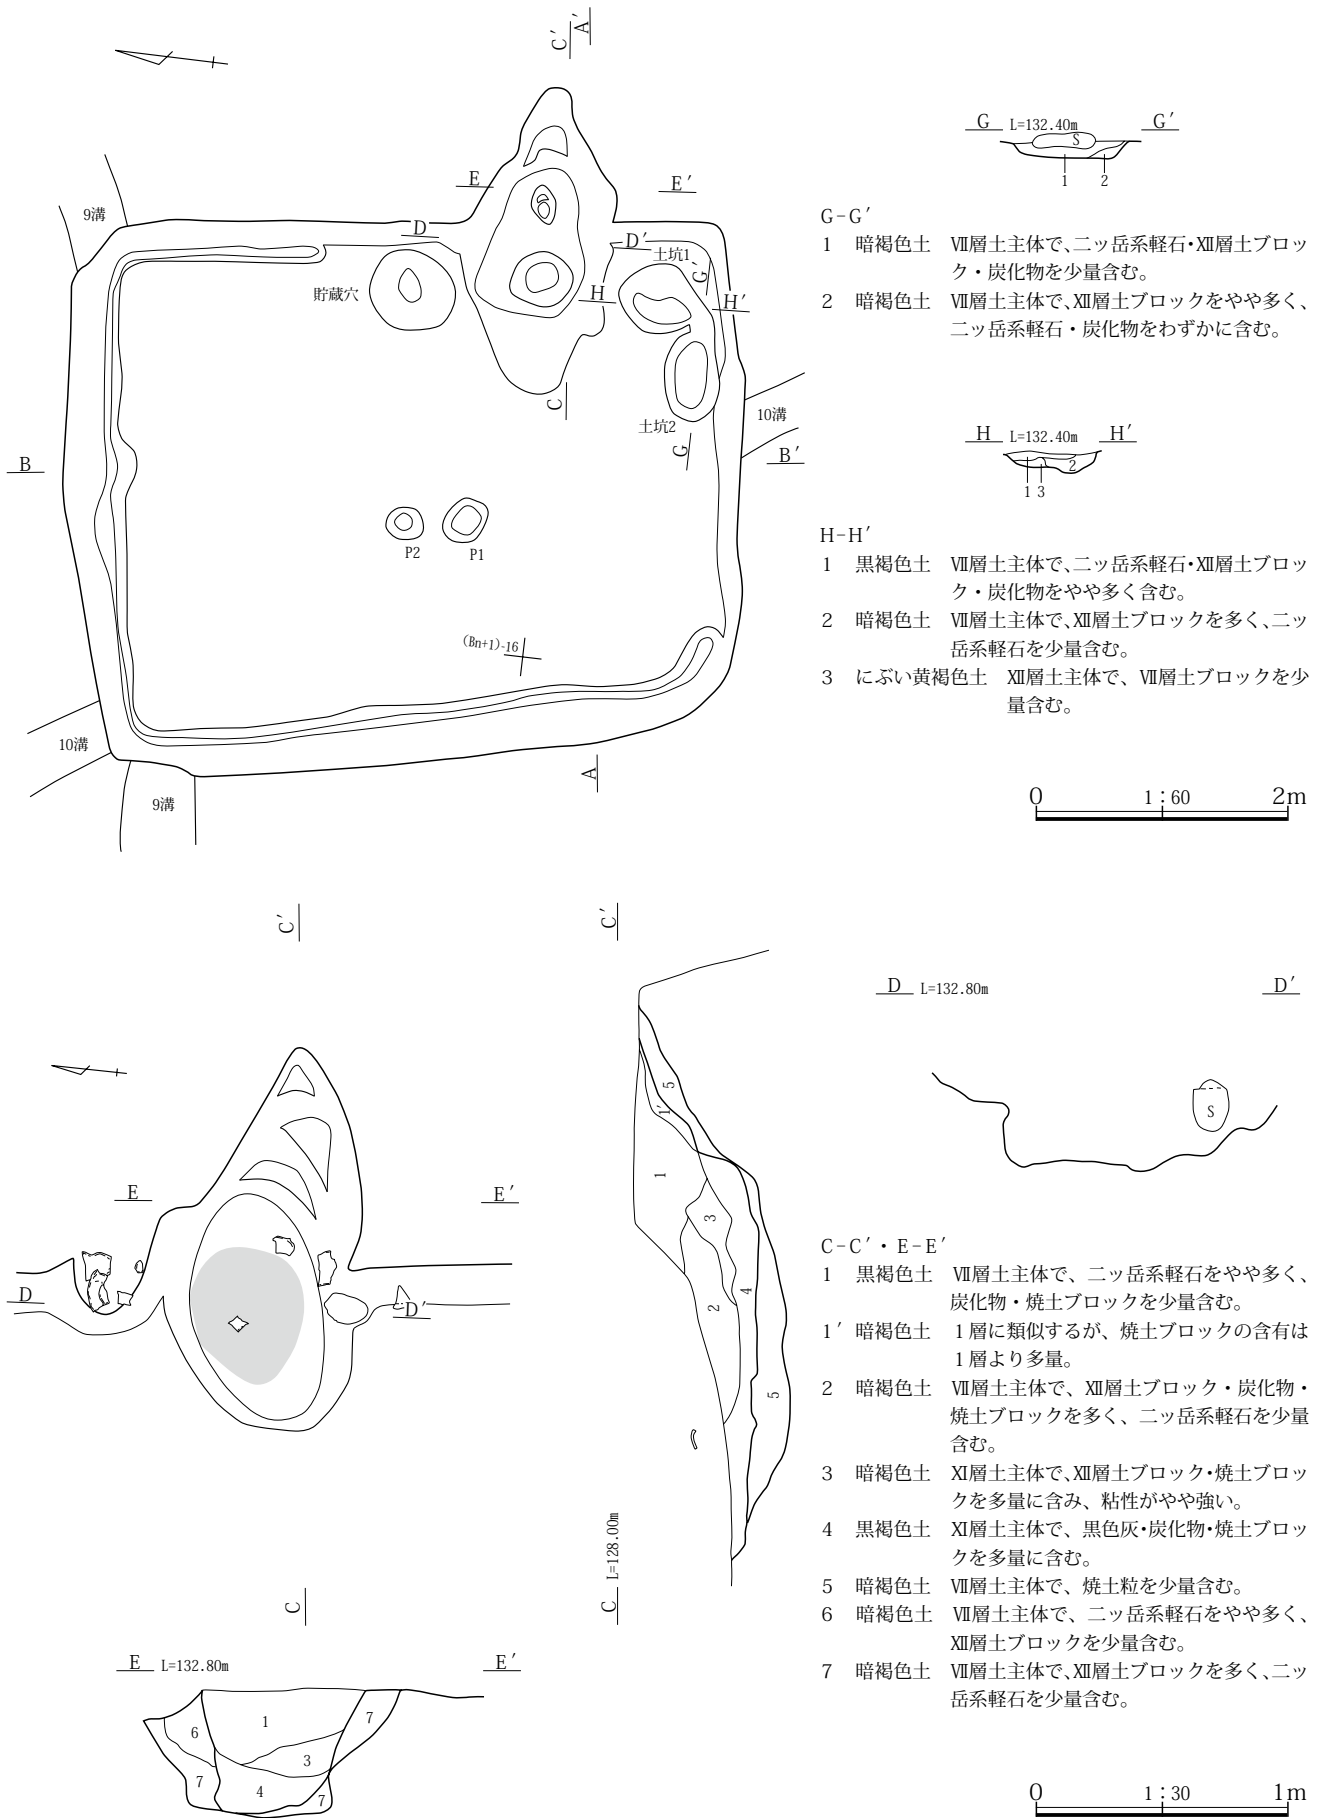 C′
A′
E
E′
9溝
D
D′
土坑1
G′
貯蔵穴
H
H′
C
土坑2
G
10溝
B
B′
P2
P1
(Bn+1)-16
10溝
A
9溝
G L=132.40m G′
S
1 2
G-G′
1 暗褐色土 Ⅶ層土主体で、二ッ岳系軽石・Ⅻ層土ブロッ
ク・炭化物を少量含む。
2 暗褐色土 Ⅶ層土主体で、Ⅻ層土ブロックをやや多く、
二ッ岳系軽石・炭化物をわずかに含む。
H L=132.40m H′
2
1 3
H-H′
1 黒褐色土 Ⅶ層土主体で、二ッ岳系軽石・Ⅻ層土ブロッ
ク・炭化物をやや多く含む。
2 暗褐色土 Ⅶ層土主体で、Ⅻ層土ブロックを多く、二ッ
岳系軽石を少量含む。
3 にぶい黄褐色土 Ⅻ層土主体で、Ⅶ層土ブロックを少
量含む。
0 1：60 2m
C′
E
E′
D
D′
C
C′
5
1′
1
3
2
4
5
C L=128.00m
D L=132.80m D′
S
C-C′・E-E′
1 黒褐色土 Ⅶ層土主体で、二ッ岳系軽石をやや多く、
炭化物・焼土ブロックを少量含む。
1′ 暗褐色土 1層に類似するが、焼土ブロックの含有は
1層より多量。
2 暗褐色土 Ⅶ層土主体で、Ⅻ層土ブロック・炭化物・
焼土ブロックを多く、二ッ岳系軽石を少量
含む。
3 暗褐色土 Ⅺ層土主体で、Ⅻ層土ブロック・焼土ブロッ
クを多量に含み、粘性がやや強い。
4 黒褐色土 Ⅺ層土主体で、黒色灰・炭化物・焼土ブロッ
クを多量に含む。
5 暗褐色土 Ⅶ層土主体で、焼土粒を少量含む。
6 暗褐色土 Ⅶ層土主体で、二ッ岳系軽石をやや多く、
Ⅻ層土ブロックを少量含む。
7 暗褐色土 Ⅶ層土主体で、Ⅻ層土ブロックを多く、二ッ
岳系軽石を少量含む。
E L=132.80m E′
6 1 7
3
7 4 7
0 1：30 1m